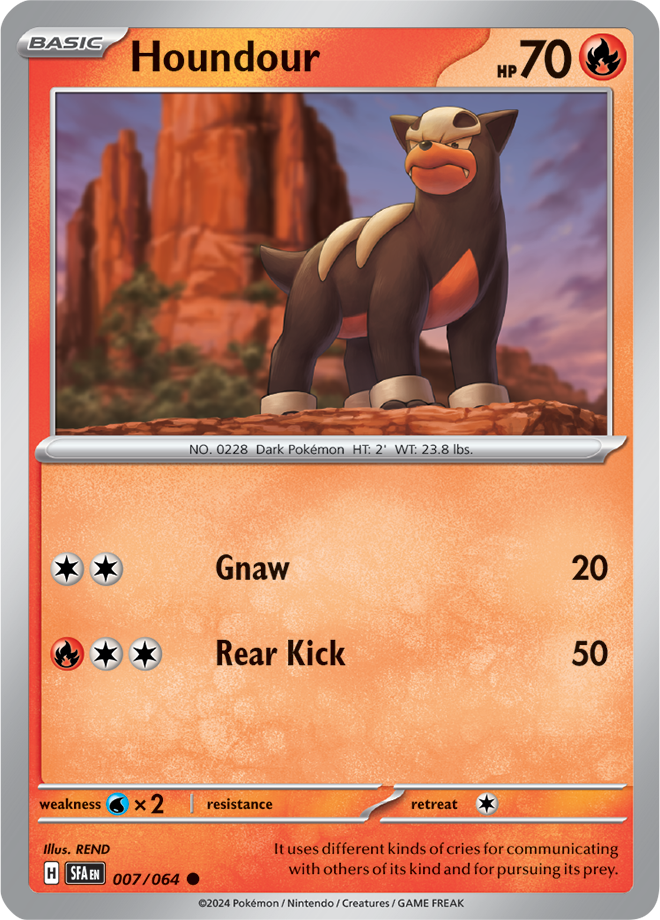 BASIC Houndour HP 70
NO. 0228 Dark Pokémon HT: 2' WT: 23.8 lbs.
Gnaw 20
Rear Kick 50
weakness ×2 resistance retreat
Illus. REND
It uses different kinds of cries for communicating
with others of its kind and for pursuing its prey.
H SFA EN 007/064
©2024 Pokémon / Nintendo / Creatures / GAME FREAK